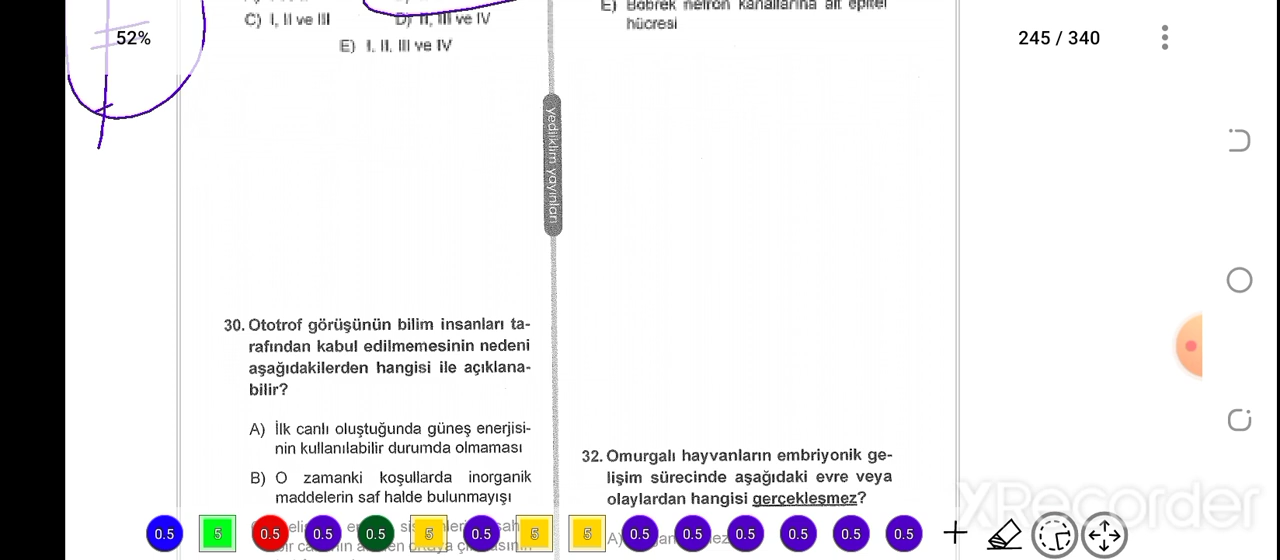 52%
245 / 340
C) I, II ve III
D) II, III ve IV
E) I, II, III ve IV
E) Böbrek nefron kanallarına ait epitel
hücresi
yediiklim yayınları
30. Ototrof görüşünün bilim insanları ta-
rafından kabul edilmemesinin nedeni
aşağıdakilerden hangisi ile açıklana-
bilir?
A) İlk canlı oluştuğunda güneş enerjisi-
nin kullanılabilir durumda olmaması
B) O zamanki koşullarda inorganik
maddelerin saf halde bulunmayışı
32. Omurgalı hayvanların embriyonik ge-
lişim sürecinde aşağıdaki evre veya
olaylardan hangisi gerçekleşmez?
A)
0.5 5 0.5 0.5 0.5 5 0.5 5 5 0.5 0.5 0.5 0.5 0.5 0.5
XRecorder